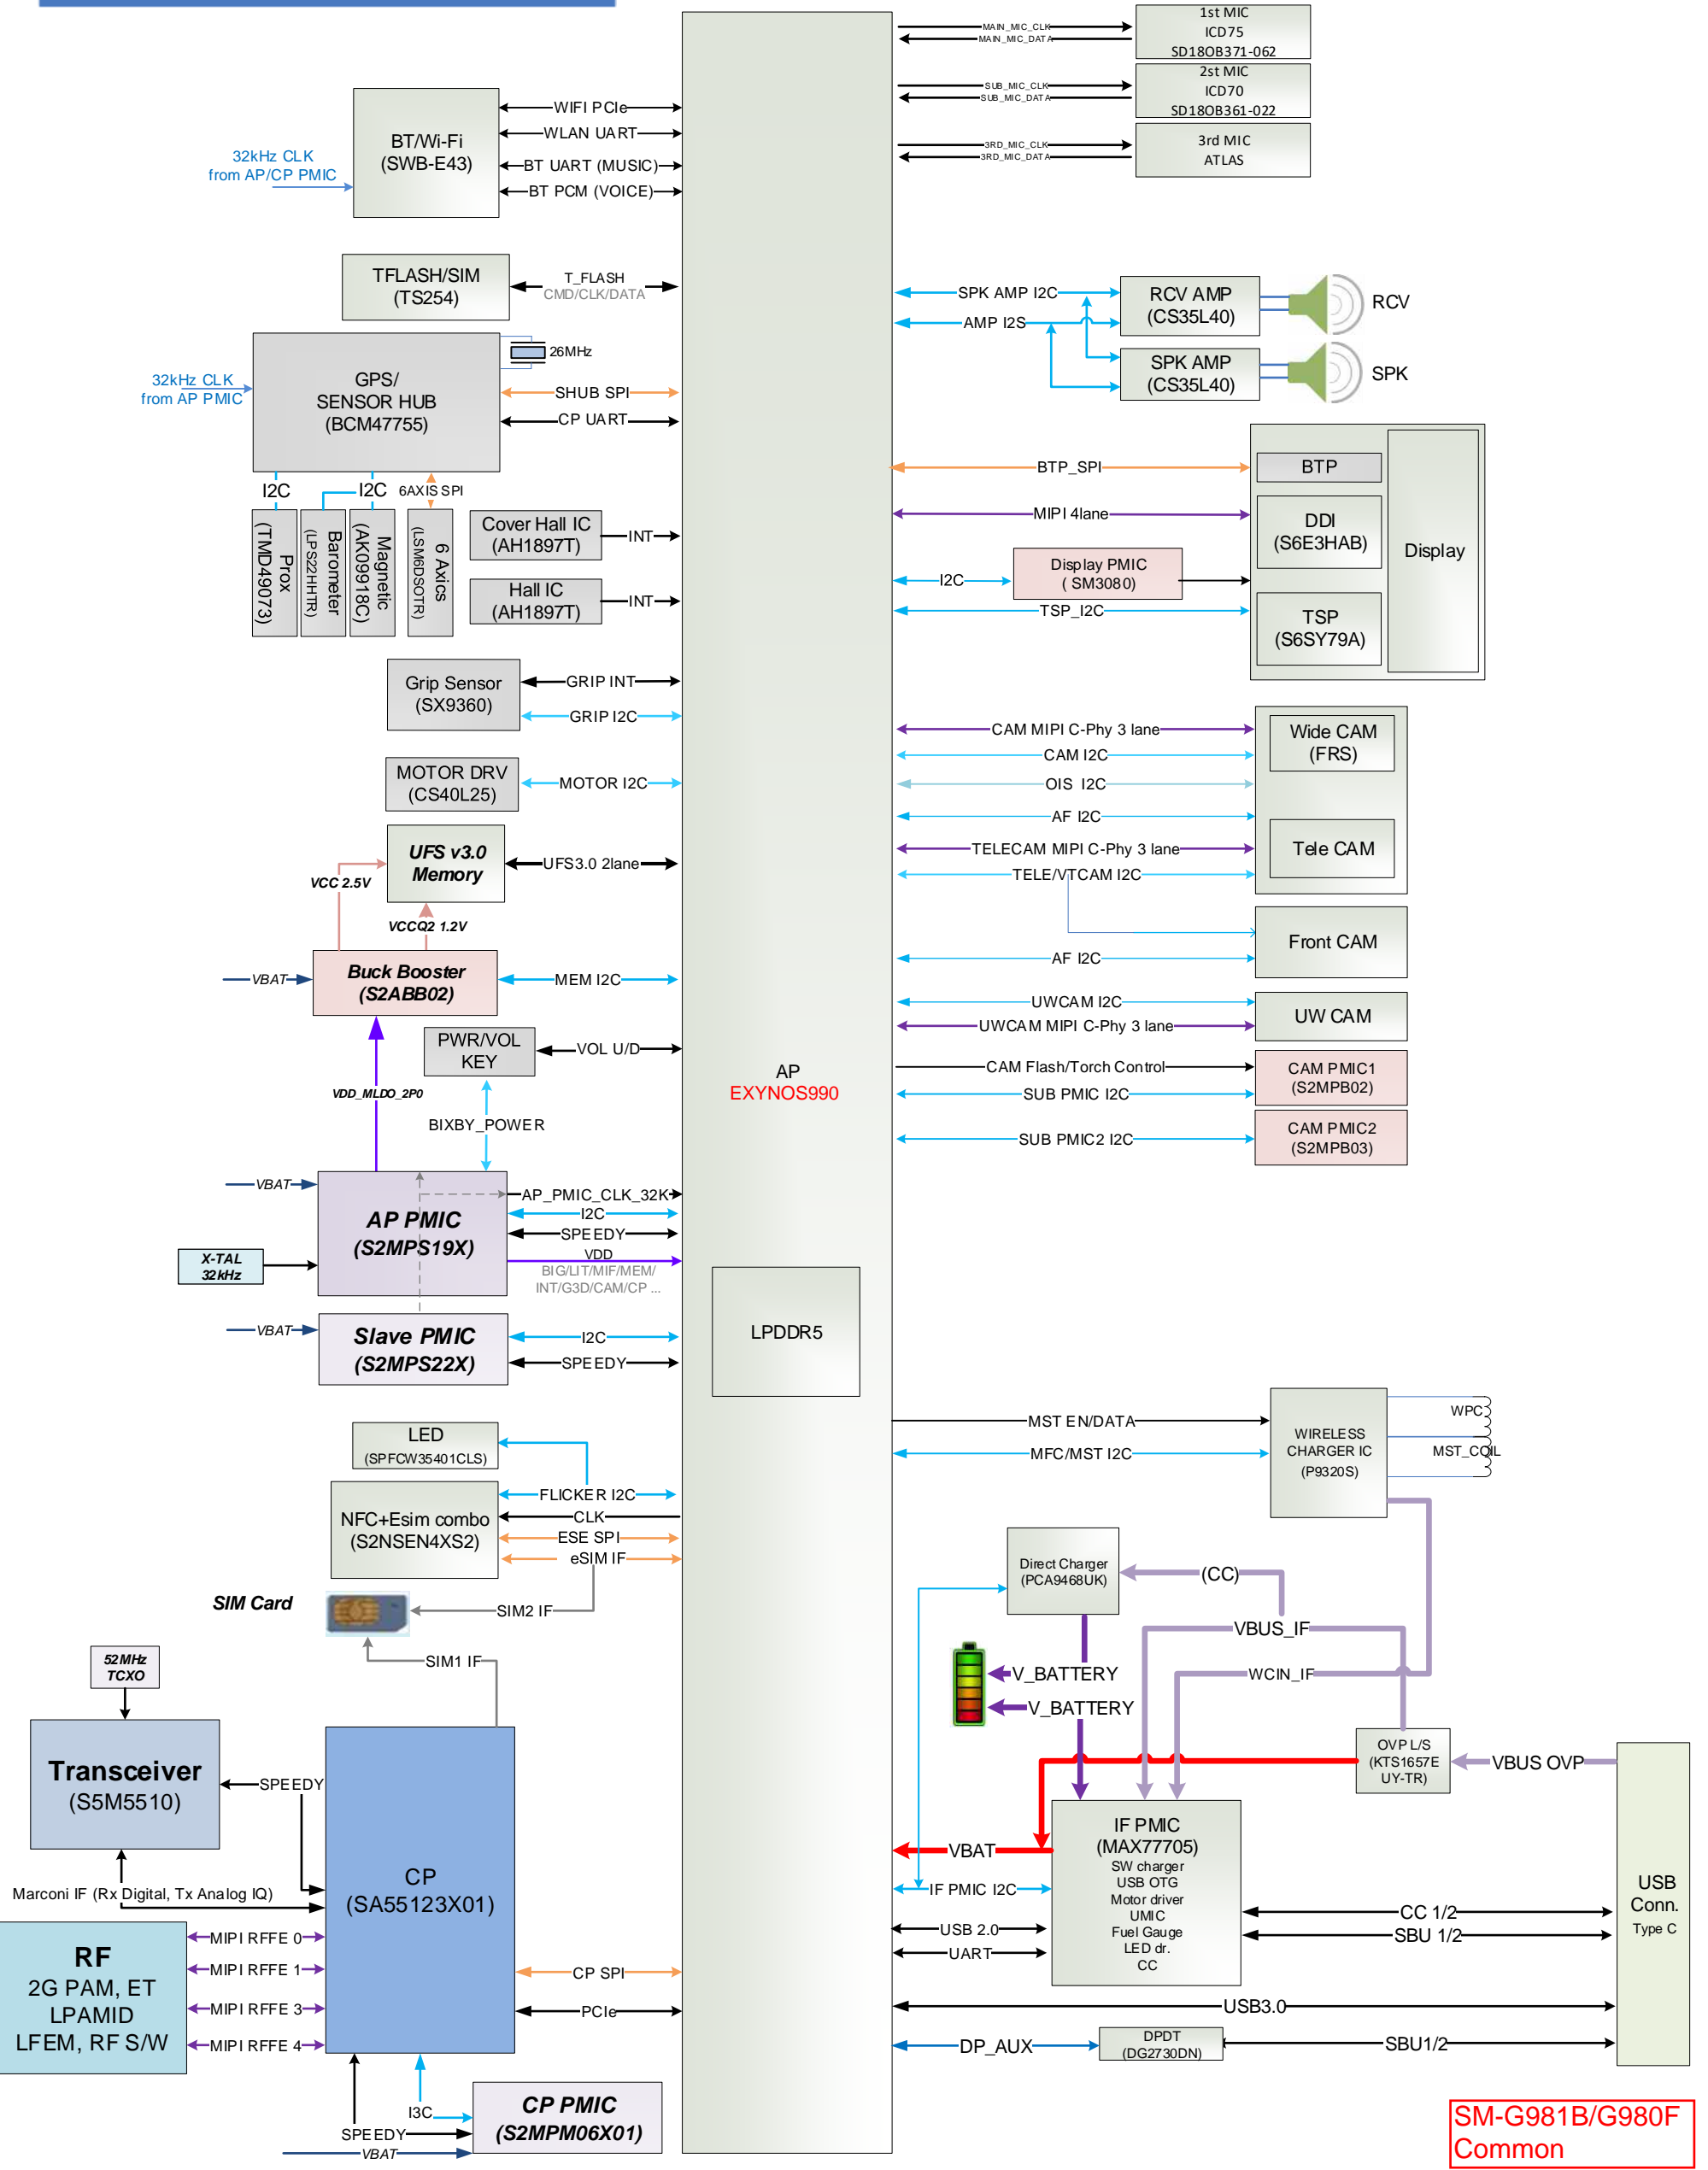 MAIN_MIC_CLK
MAIN_MIC_DATA
1st MIC
ICD75
SD18OB371-062
SUB_MIC_CLK
SUB_MIC_DATA
2st MIC
ICD70
SD18OB361-022
3RD_MIC_CLK
3RD_MIC_DATA
3rd MIC
ATLAS
32kHz CLK
from AP/CP PMIC
BT/Wi-Fi
(SWB-E43)
WIFI PCIe
WLAN UART
BT UART (MUSIC)
BT PCM (VOICE)
TFLASH/SIM
(TS254)
T_FLASH
CMD/CLK/DATA
SPK AMP I2C
AMP I2S
RCV AMP
(CS35L40)
RCV
SPK AMP
(CS35L40)
SPK
32kHz CLK
from AP PMIC
GPS/
SENSOR HUB
(BCM47755)
26MHz
SHUB SPI
CP UART
I2C
I2C
6AXIS SPI
Prox
(TMD49073)
Barometer
(LPS22HHTR)
Magnetic
(AK09918C)
6 Axics
(LSM6DSOTR)
Cover Hall IC
(AH1897T)
INT
Hall IC
(AH1897T)
INT
BTP_SPI
MIPI 4lane
I2C
Display PMIC
( SM3080)
TSP_I2C
BTP
DDI
(S6E3HAB)
TSP
(S6SY79A)
Display
Grip Sensor
(SX9360)
GRIP INT
GRIP I2C
MOTOR DRV
(CS40L25)
MOTOR I2C
UFS v3.0
Memory
UFS3.0 2lane
VCC 2.5V
VCCQ2 1.2V
VBAT
Buck Booster
(S2ABB02)
MEM I2C
PWR/VOL
KEY
VOL U/D
VDD_MLDO_2P0
BIXBY_POWER
CAM MIPI C-Phy 3 lane
CAM I2C
OIS I2C
AF I2C
TELECAM MIPI C-Phy 3 lane
TELE/VTCAM I2C
Wide CAM
(FRS)
Tele CAM
AF I2C
Front CAM
UWCAM I2C
UWCAM MIPI C-Phy 3 lane
UW CAM
CAM Flash/Torch Control
SUB PMIC I2C
CAM PMIC1
(S2MPB02)
SUB PMIC2 I2C
CAM PMIC2
(S2MPB03)
AP
EXYNOS990
LPDDR5
VBAT
AP PMIC
(S2MPS19X)
X-TAL
32kHz
AP_PMIC_CLK_32K
I2C
SPEEDY
VDD
BIG/LIT/MIF/MEM/
INT/G3D/CAM/CP ...
VBAT
Slave PMIC
(S2MPS22X)
I2C
SPEEDY
LED
(SPFCW35401CLS)
NFC+Esim combo
(S2NSEN4XS2)
FLICKER I2C
CLK
ESE SPI
eSIM IF
SIM Card
SIM2 IF
SIM1 IF
MST EN/DATA
MFC/MST I2C
WIRELESS
CHARGER IC
(P9320S)
WPC
MST_COIL
Direct Charger
(PCA9468UK)
(CC)
VBUS_IF
WCIN_IF
V_BATTERY
V_BATTERY
OVP L/S
(KTS1657E
UY-TR)
VBUS OVP
52MHz
TCXO
Transceiver
(S5M5510)
SPEEDY
Marconi IF (Rx Digital, Tx Analog IQ)
CP
(SA55123X01)
RF
2G PAM, ET
LPAMID
LFEM, RF S/W
MIPI RFFE 0
MIPI RFFE 1
MIPI RFFE 3
MIPI RFFE 4
CP SPI
PCIe
I3C
SPEEDY
VBAT
CP PMIC
(S2MPM06X01)
VBAT
IF PMIC I2C
USB 2.0
UART
IF PMIC
(MAX77705)
SW charger
USB OTG
Motor driver
UMIC
Fuel Gauge
LED dr.
CC
CC 1/2
SBU 1/2
USB
Conn.
Type C
USB3.0
DP_AUX
DPDT
(DG2730DN)
SBU1/2
SM-G981B/G980F
Common